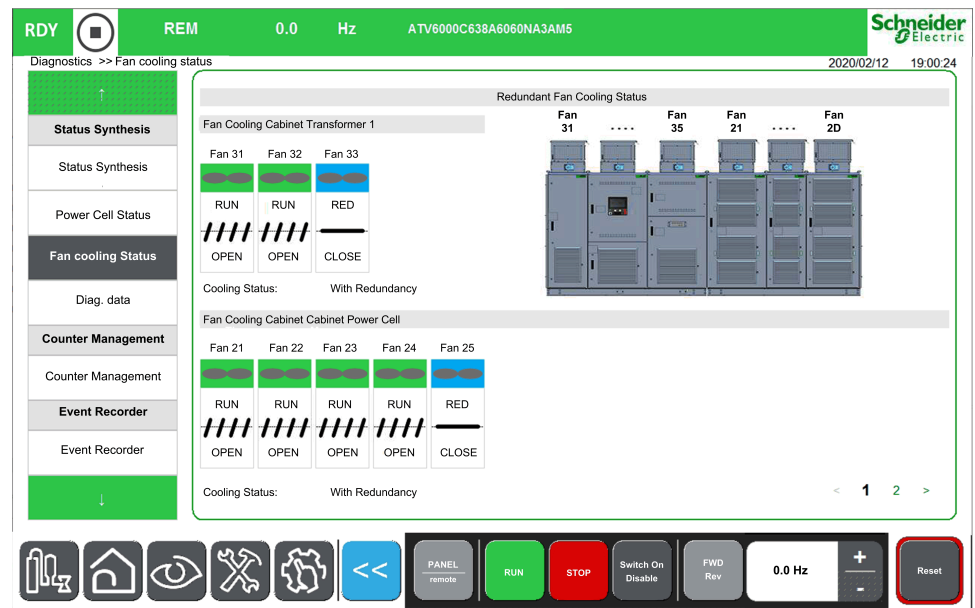 RDY REM 0.0 Hz ATV6000C638A6060NA3AM5 Schneider Electric
Diagnostics >> Fan cooling status 2020/02/12 19:00:24
↑
Status Synthesis
Status Synthesis
Power Cell Status
Fan cooling Status
Diag. data
Counter Management
Counter Management
Event Recorder
Event Recorder
↓
Redundant Fan Cooling Status
Fan Cooling Cabinet Transformer 1
Fan 31 Fan 32 Fan 33
RUN RUN RED
OPEN OPEN CLOSE
Cooling Status: With Redundancy
Fan Fan Fan Fan
31 .... 35 21 .... 2D
Fan Cooling Cabinet Cabinet Power Cell
Fan 21 Fan 22 Fan 23 Fan 24 Fan 25
RUN RUN RUN RUN RED
OPEN OPEN OPEN OPEN CLOSE
Cooling Status: With Redundancy
< 1 2 >
<< PANEL remote RUN STOP Switch On Disable FWD Rev 0.0 Hz + - Reset